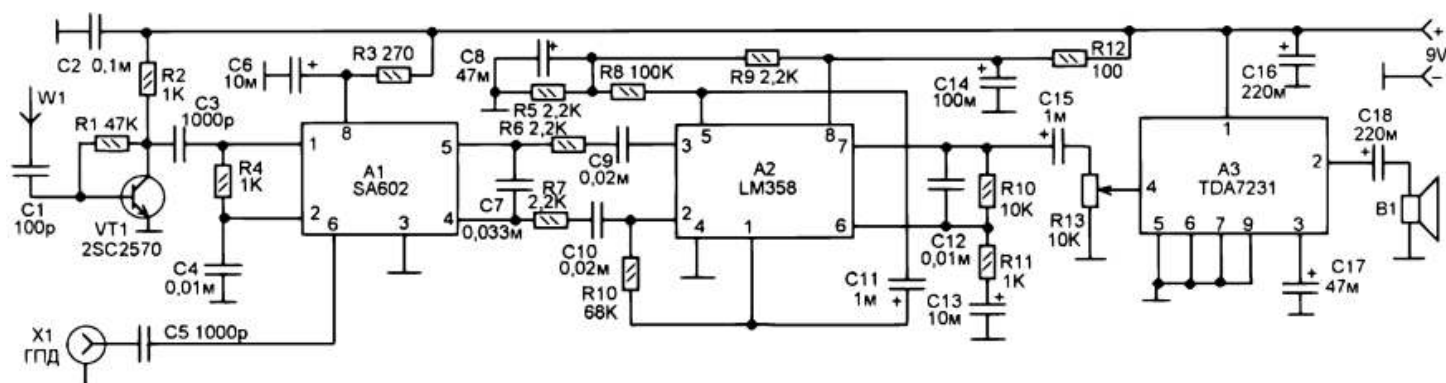 C2 0,1м
R2
1K
C6
10м
R3 270
C8
47м
R8 100K
R9 2,2K
R12
100
C14
100м
C15
1м
C16
220м
+
9V
−
W1
R1 47K
C3
1000p
R4
1K
C1
100p
VT1
2SC2570
C4
0,01м
1
8
2
6
3
5
4
A1
SA602
R5 2,2K
R6 2,2K
R7
2,2K
C7
0,033м
C9
0,02м
C10
0,02м
R10
68K
3
5
8
7
2
4
1
6
A2
LM358
C11
1м
C12
0,01м
R10
10K
R11
1K
C13
10м
R13
10K
1
4
2
5
6
7
9
3
A3
TDA7231
C18
220м
C17
47м
B1
X1
ГПД
C5 1000p